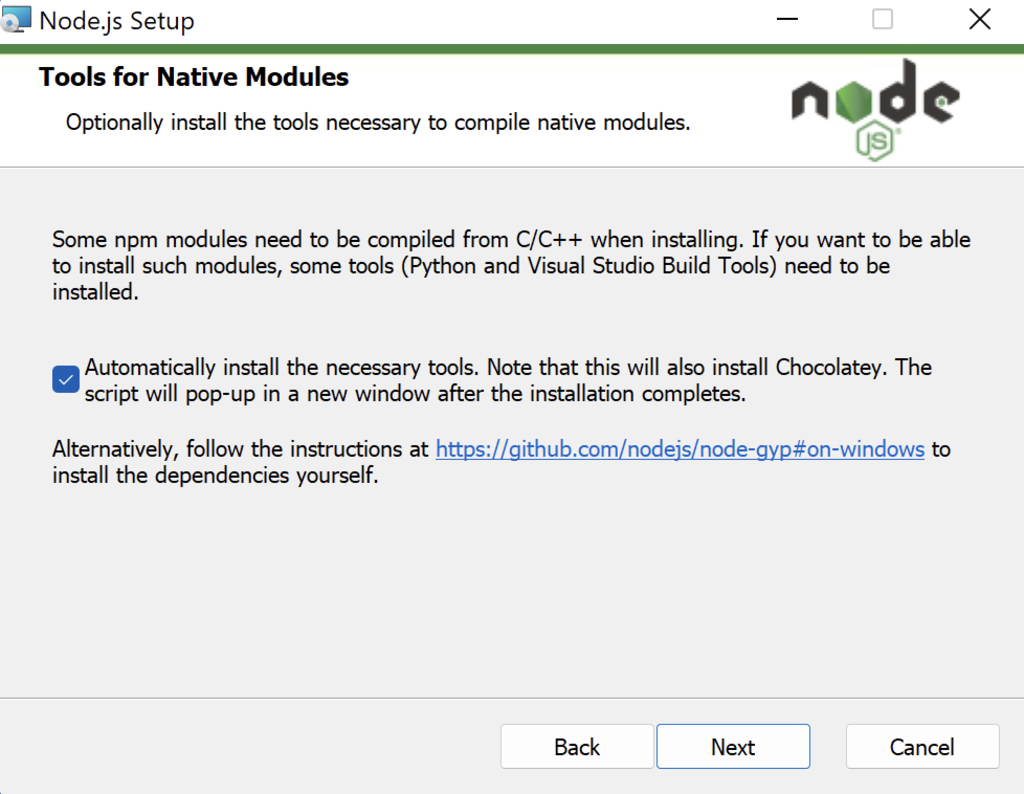 Node.js Setup
Tools for Native Modules
Optionally install the tools necessary to compile native modules.
node
JS
Some npm modules need to be compiled from C/C++ when installing. If you want to be able
to install such modules, some tools (Python and Visual Studio Build Tools) need to be
installed.
Automatically install the necessary tools. Note that this will also install Chocolatey. The
script will pop-up in a new window after the installation completes.
Alternatively, follow the instructions at https://github.com/nodejs/node-gyp#on-windows to
install the dependencies yourself.
Back
Next
Cancel